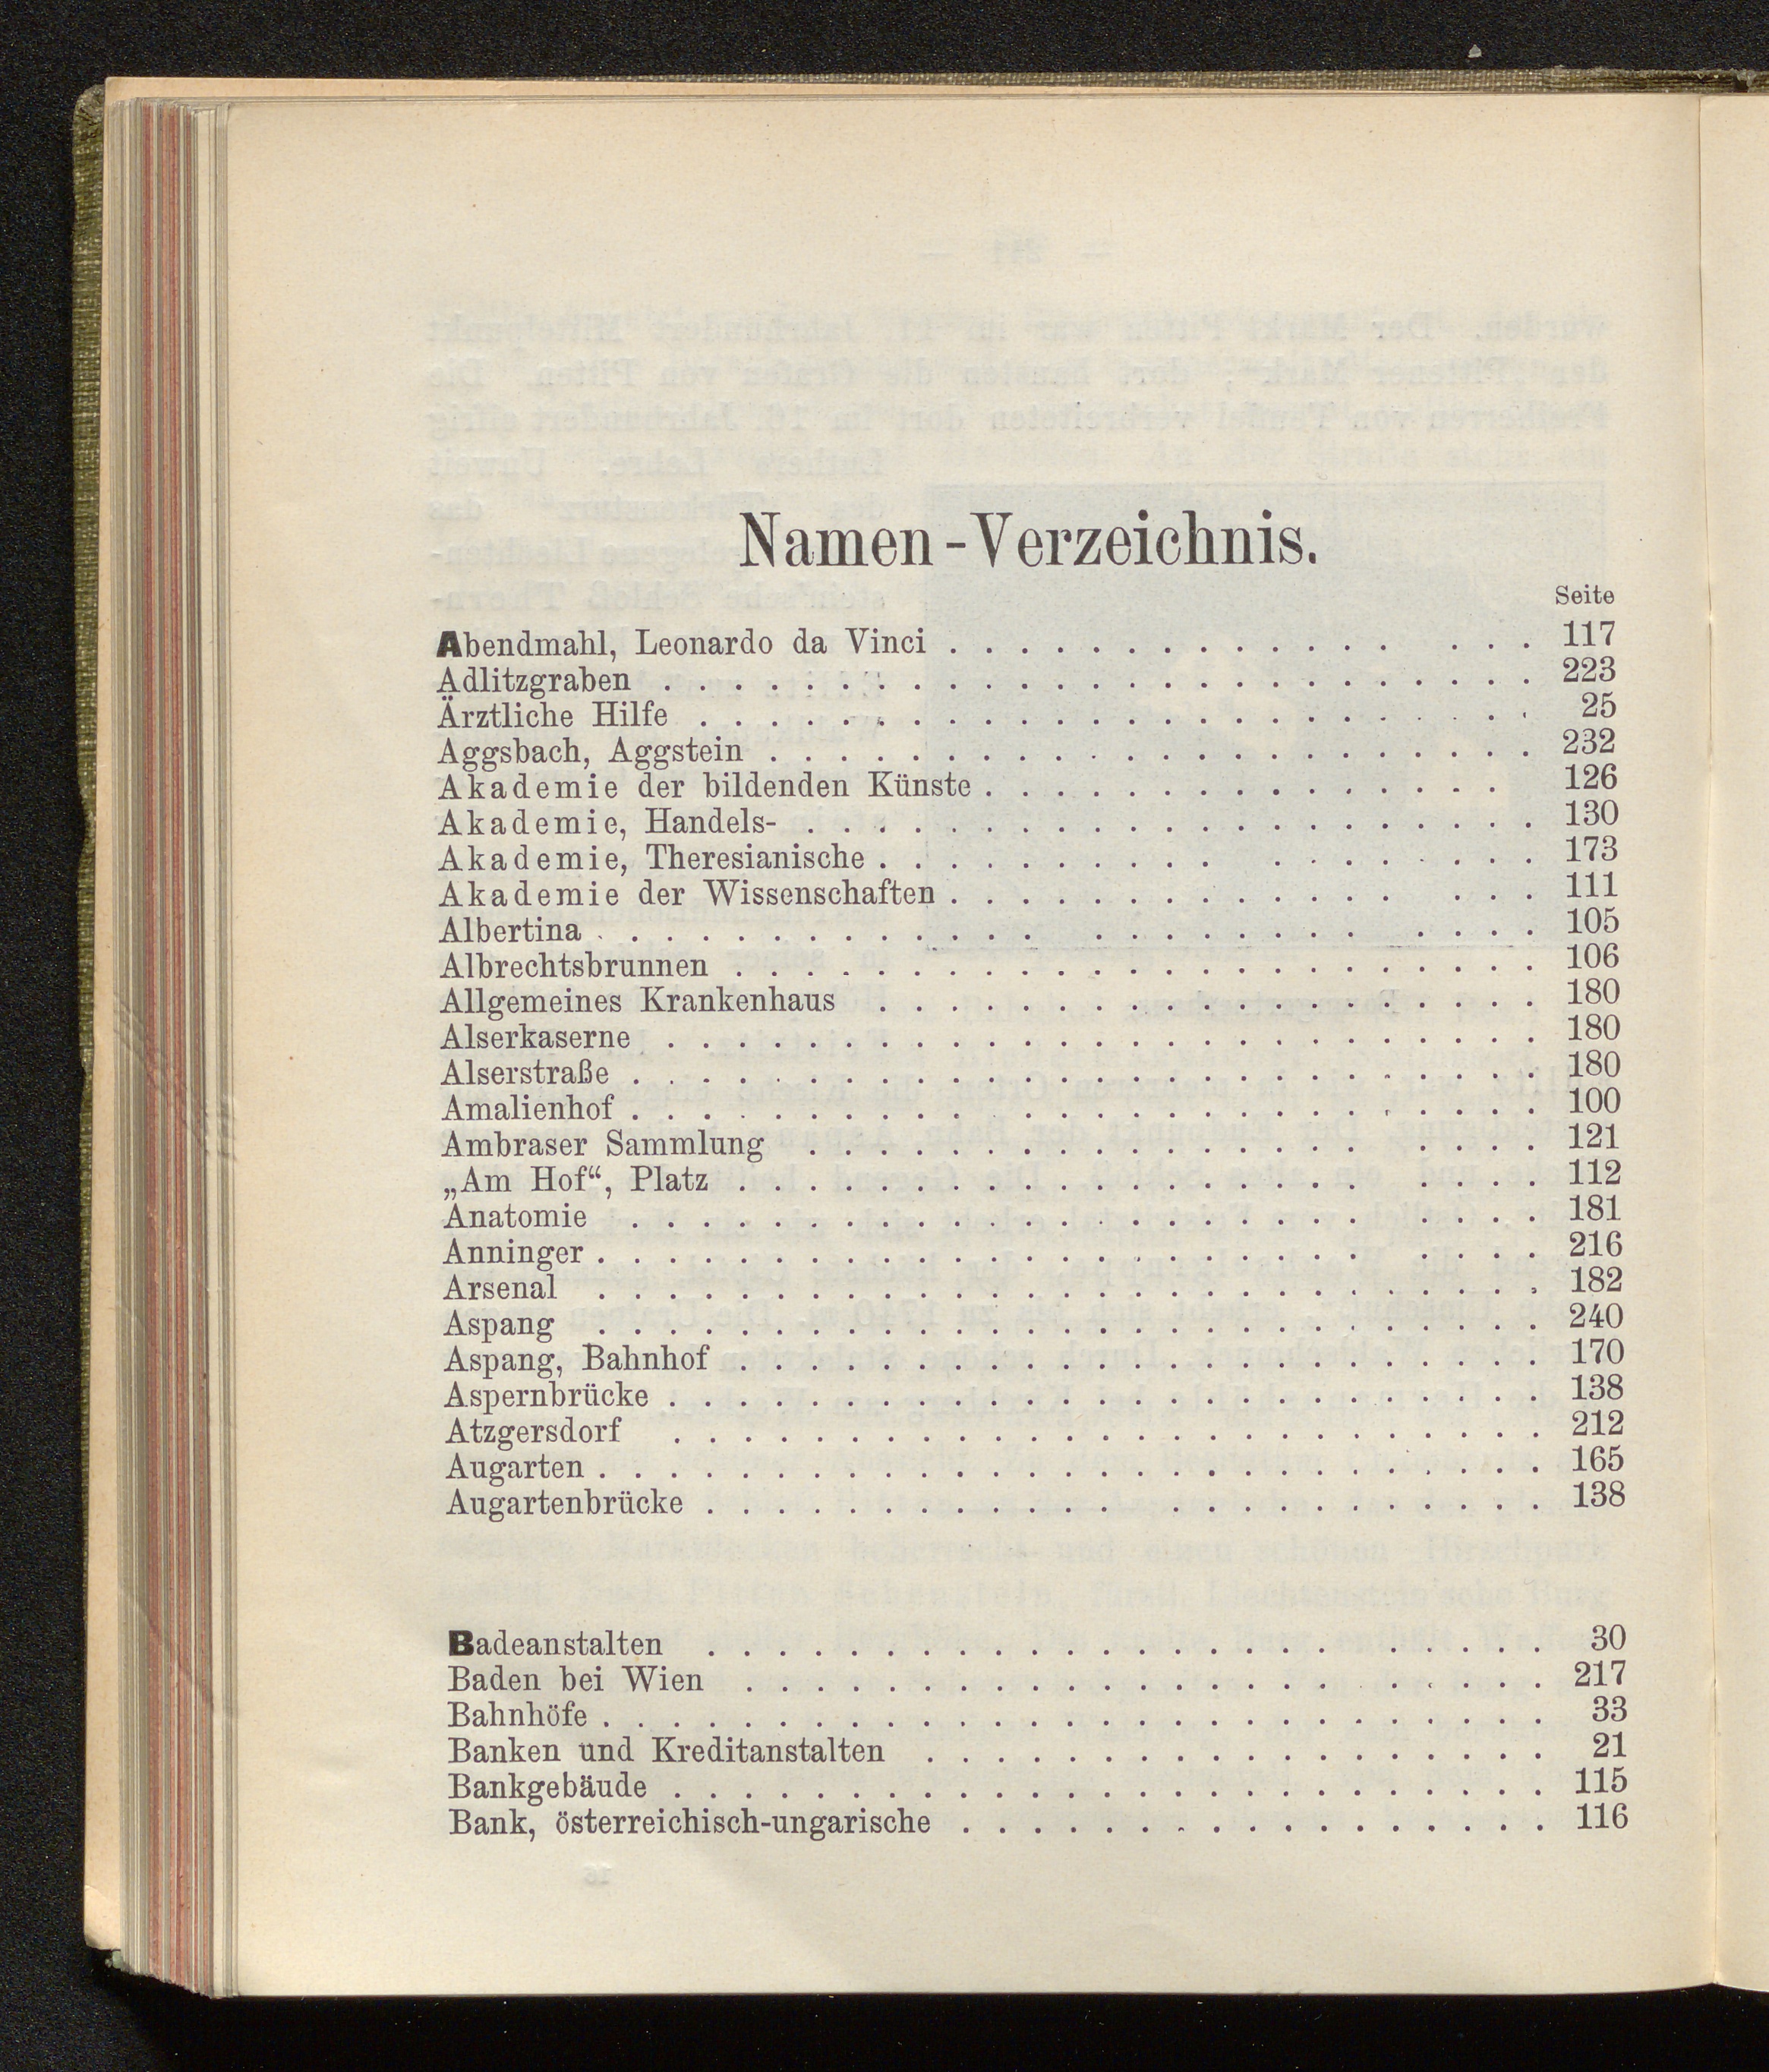 Namen-Verzeichnis.
Seite
Abendmahl, Leonardo da Vinci . . . . . . . . . . . . . . . . 117
Adlitzgraben . . . . . . . . . . . . . . . . . . . . . . . . . 223
Ärztliche Hilfe . . . . . . . . . . . . . . . . . . . . . . . . 25
Aggsbach, Aggstein . . . . . . . . . . . . . . . . . . . . . . 232
Akademie der bildenden Künste . . . . . . . . . . . . . . . 126
Akademie, Handels- . . . . . . . . . . . . . . . . . . . . . 130
Akademie, Theresianische . . . . . . . . . . . . . . . . . . 173
Akademie der Wissenschaften . . . . . . . . . . . . . . . . 111
Albertina . . . . . . . . . . . . . . . . . . . . . . . . . 105
Albrechtsbrunnen . . . . . . . . . . . . . . . . . . . . . . . 106
Allgemeines Krankenhaus . . . . . . . . . . . . . . . . . . . 180
Alserkaserne . . . . . . . . . . . . . . . . . . . . . . . . . 180
Alserstraße . . . . . . . . . . . . . . . . . . . . . . . . . . 180
Amalienhof . . . . . . . . . . . . . . . . . . . . . . . . . . 100
Ambraser Sammlung . . . . . . . . . . . . . . . . . . . . . 121
„Am Hof“, Platz . . . . . . . . . . . . . . . . . . . . . . 112
Anatomie . . . . . . . . . . . . . . . . . . . . . . . . . . 181
Anninger . . . . . . . . . . . . . . . . . . . . . . . . . . 216
Arsenal . . . . . . . . . . . . . . . . . . . . . . . . . . . 182
Aspang . . . . . . . . . . . . . . . . . . . . . . . . . . . 240
Aspang, Bahnhof . . . . . . . . . . . . . . . . . . . . . . . 170
Aspernbrücke . . . . . . . . . . . . . . . . . . . . . . . . . 138
Atzgersdorf . . . . . . . . . . . . . . . . . . . . . . . . . 212
Augarten . . . . . . . . . . . . . . . . . . . . . . . . . . . 165
Augartenbrücke . . . . . . . . . . . . . . . . . . . . . . . . 138
Badeanstalten . . . . . . . . . . . . . . . . . . . . . . . 30
Baden bei Wien . . . . . . . . . . . . . . . . . . . . . . . 217
Bahnhöfe . . . . . . . . . . . . . . . . . . . . . . . . . . . 33
Banken und Kreditanstalten . . . . . . . . . . . . . . . . . . 21
Bankgebäude . . . . . . . . . . . . . . . . . . . . . . . . . 115
Bank, österreichisch-ungarische . . . . . . . . . . . . . . . . . 116